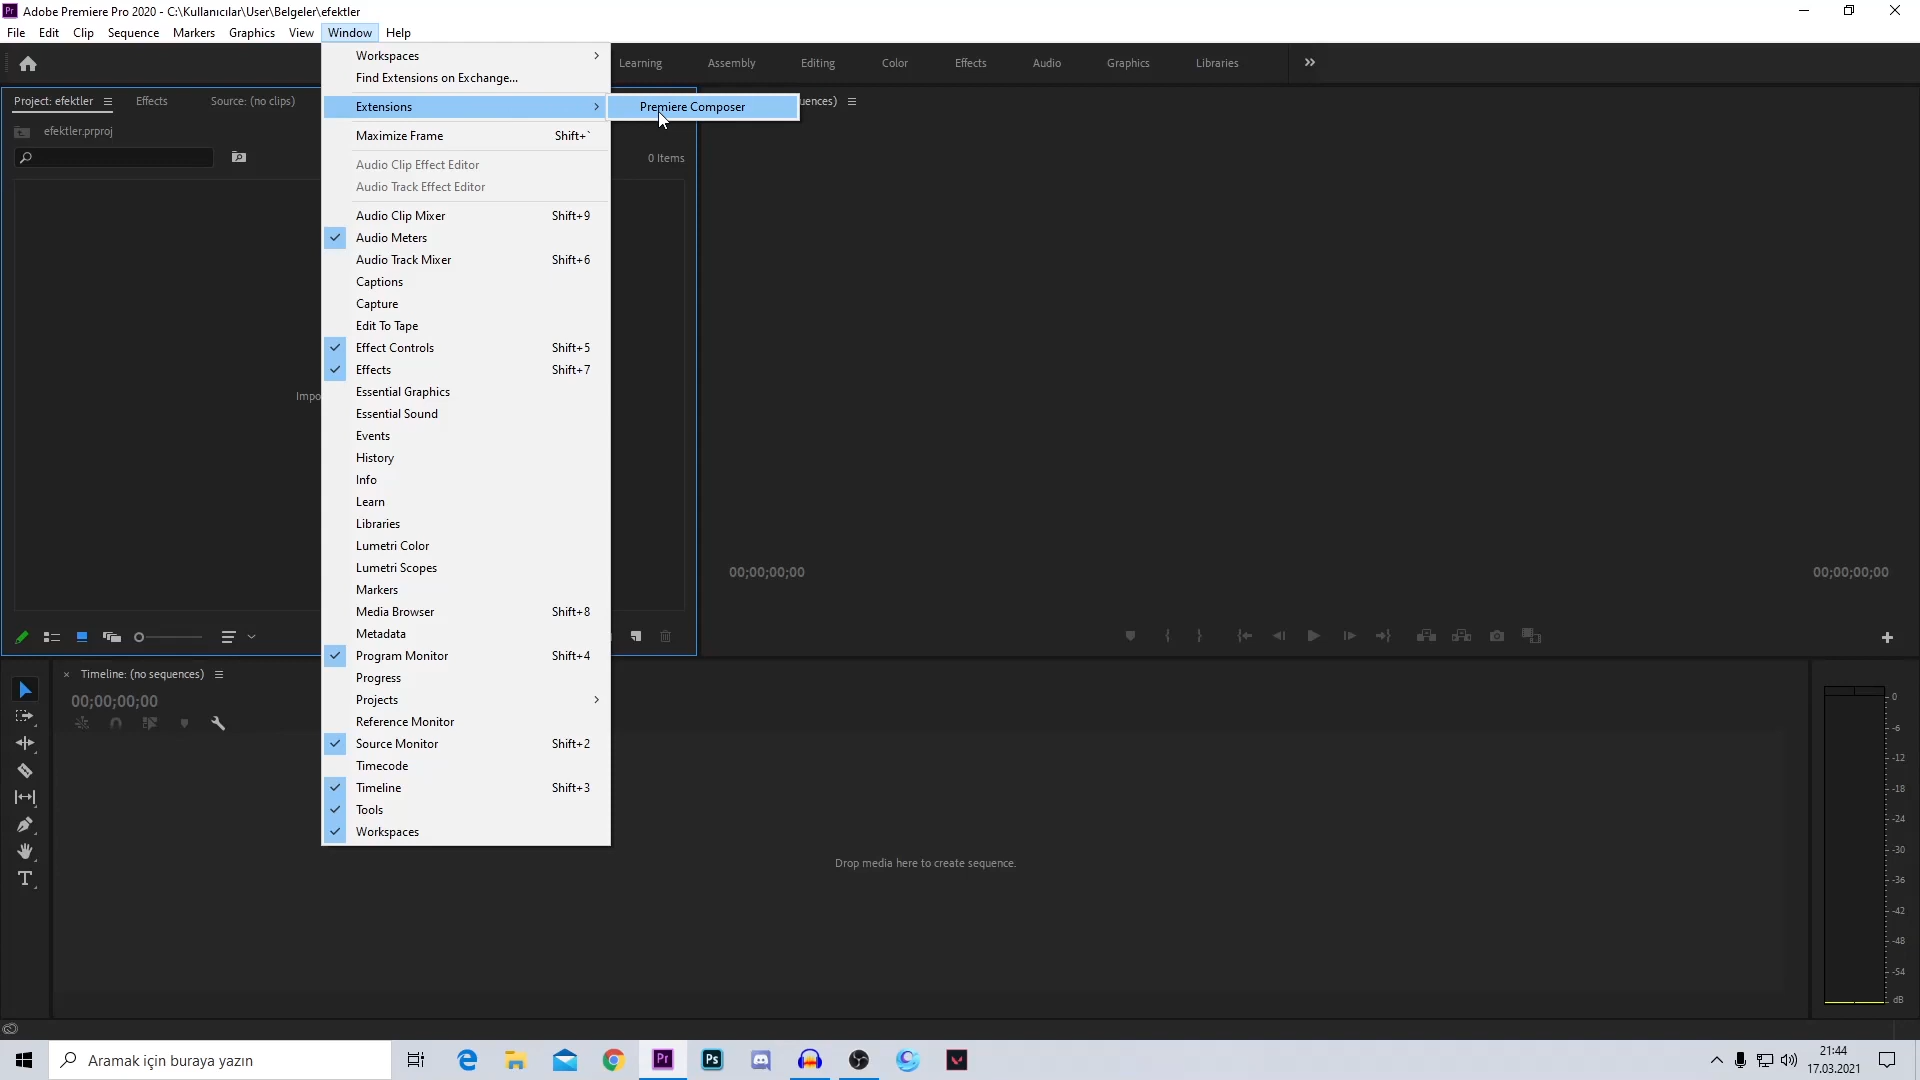 Adobe Premiere Pro 2020 - C:\Kullanıcılar\User\Belgeler\efektler
File Edit Clip Sequence Markers Graphics View Window Help
Learning Assembly Editing Color Effects Audio Graphics Libraries
Project: efektler Effects Source: (no clips)
uences)
efektler.prproj
0 Items
Impo
Workspaces
Find Extensions on Exchange...
Extensions
Premiere Composer
Maximize Frame Shift+`
Audio Clip Effect Editor
Audio Track Effect Editor
Audio Clip Mixer Shift+9
Audio Meters
Audio Track Mixer Shift+6
Captions
Capture
Edit To Tape
Effect Controls Shift+5
Effects Shift+7
Essential Graphics
Essential Sound
Events
History
Info
Learn
Libraries
Lumetri Color
Lumetri Scopes
Markers
Media Browser Shift+8
Metadata
Program Monitor Shift+4
Progress
Projects
Reference Monitor
Source Monitor Shift+2
Timecode
Timeline Shift+3
Tools
Workspaces
00;00;00;00 00;00;00;00
Timeline: (no sequences)
00;00;00;00
Drop media here to create sequence.
0
-6
-12
-18
-24
-30
-36
-42
-48
-54
dB
Aramak için buraya yazın
Pr
Ps
21:44
17.03.2021